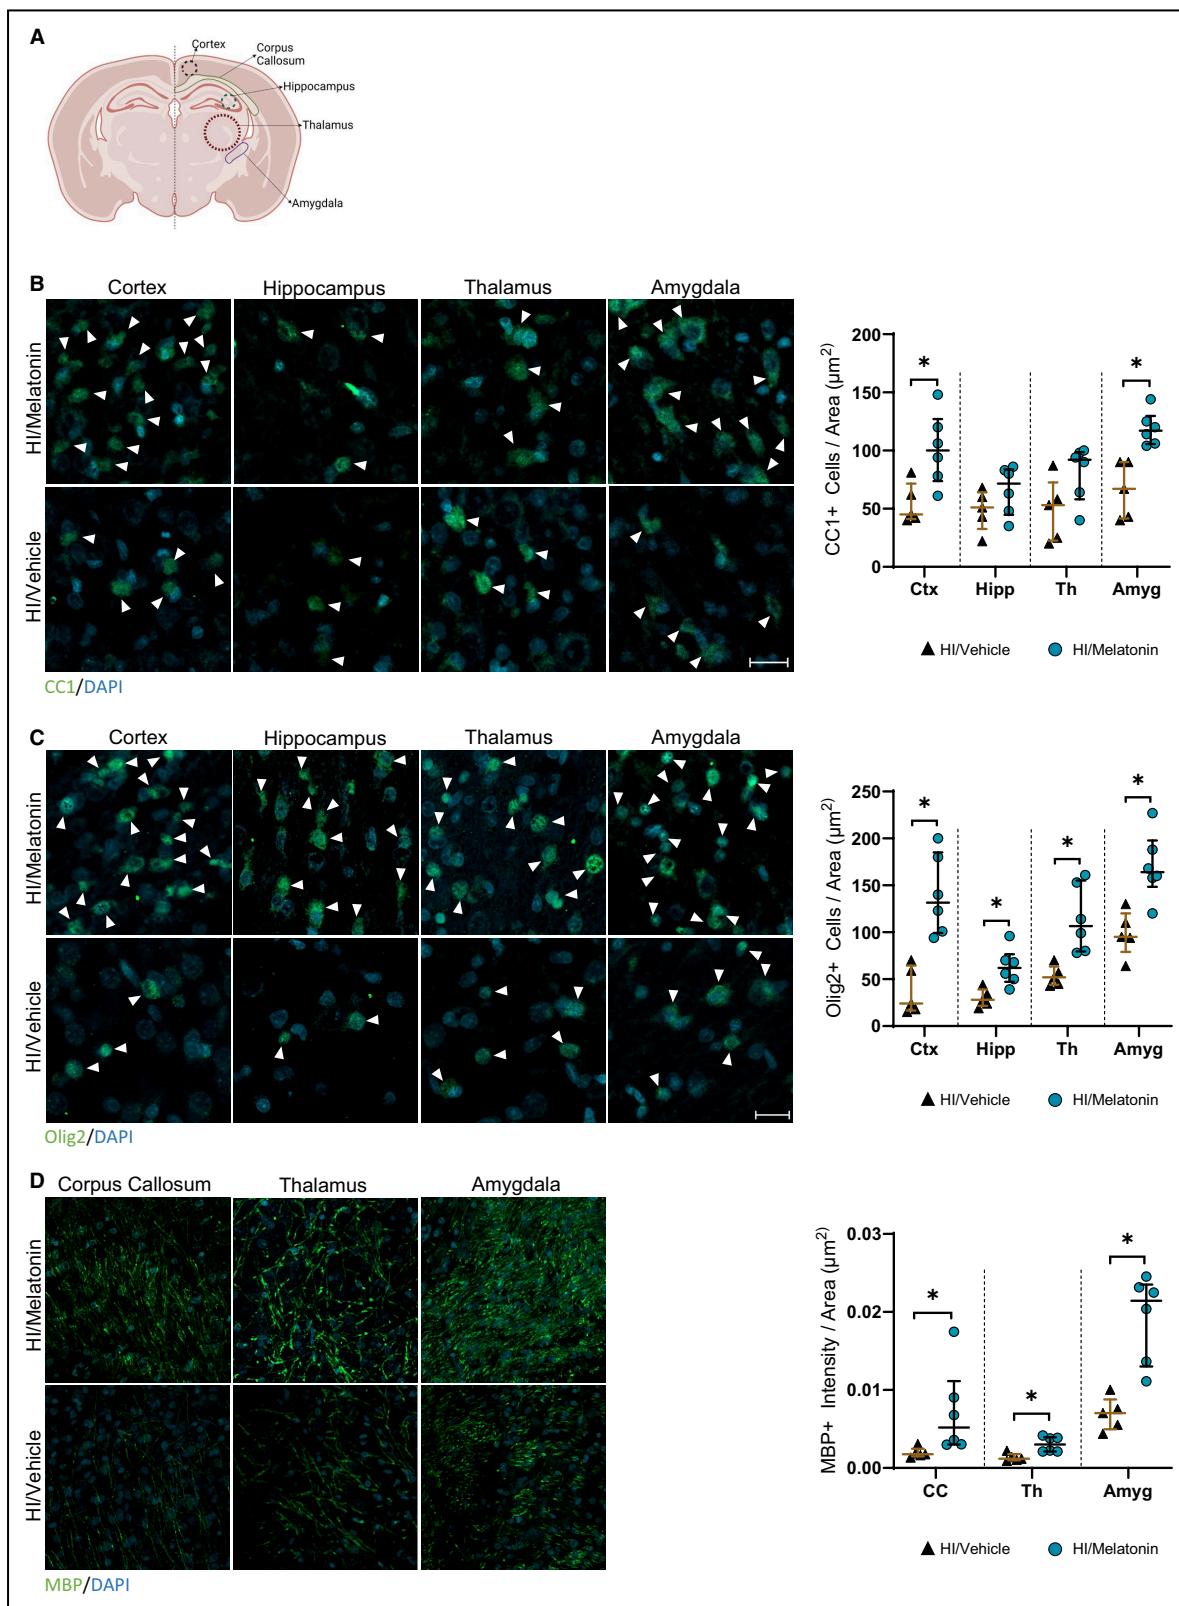 A
Cortex
Corpus
Callosum
Hippocampus
Thalamus
Amygdala
B
Cortex Hippocampus Thalamus Amygdala
HI/Melatonin
HI/Vehicle
CC1/DAPI
CC1+ Cells / Area (µm²)
200
150
100
50
0
* *
Ctx Hipp Th Amyg
HI/Vehicle HI/Melatonin
C
Cortex Hippocampus Thalamus Amygdala
HI/Melatonin
HI/Vehicle
Olig2/DAPI
Olig2+ Cells / Area (µm²)
250
200
150
100
50
0
* * * *
Ctx Hipp Th Amyg
HI/Vehicle HI/Melatonin
D
Corpus Callosum Thalamus Amygdala
HI/Melatonin
HI/Vehicle
MBP/DAPI
MBP+ Intensity / Area (µm²)
0.03
0.02
0.01
0.00
* * *
CC Th Amyg
HI/Vehicle HI/Melatonin